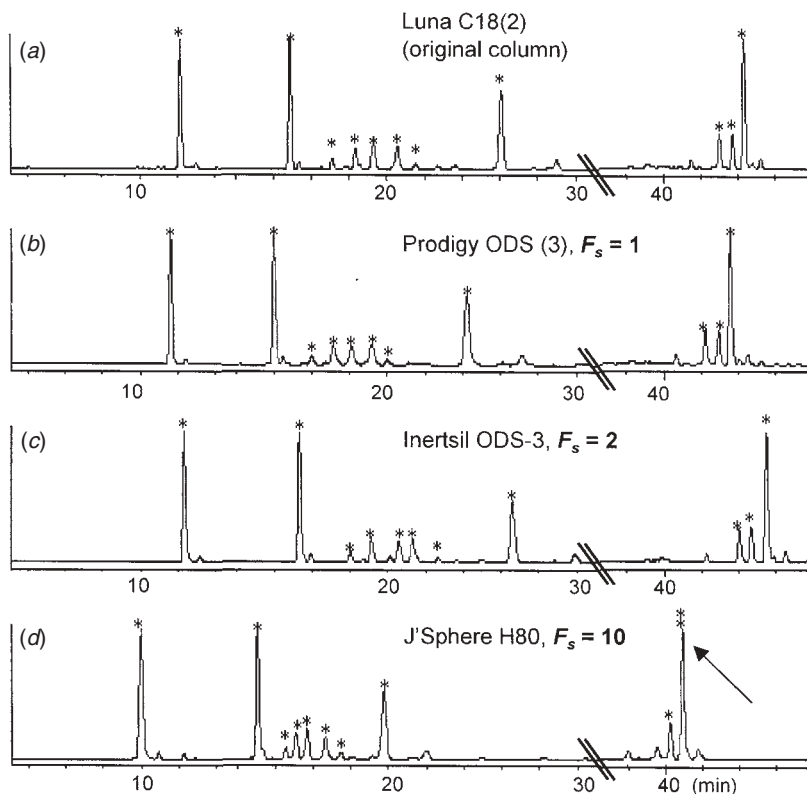 (a)
Luna C18(2)
(original column)
* * * * * * * * * * *
10 20 30 40
(b)
Prodigy ODS (3), Fs = 1
* * * * * * * * * * *
10 20 30 40
(c)
Inertsil ODS-3, Fs = 2
* * * * * * * * * * *
10 20 30 40
(d)
J'Sphere H80, Fs = 10
* * * * * * * * * * *
10 20 30 40 (min)